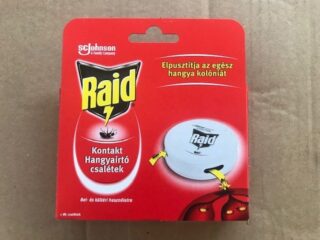 SC Johnson
A Family Company
Raid
Kontakt
Hangyairtó
csalétek
Bel- és kültéri használatra
Elpusztítja az egész
hangya kolóniát
Raid